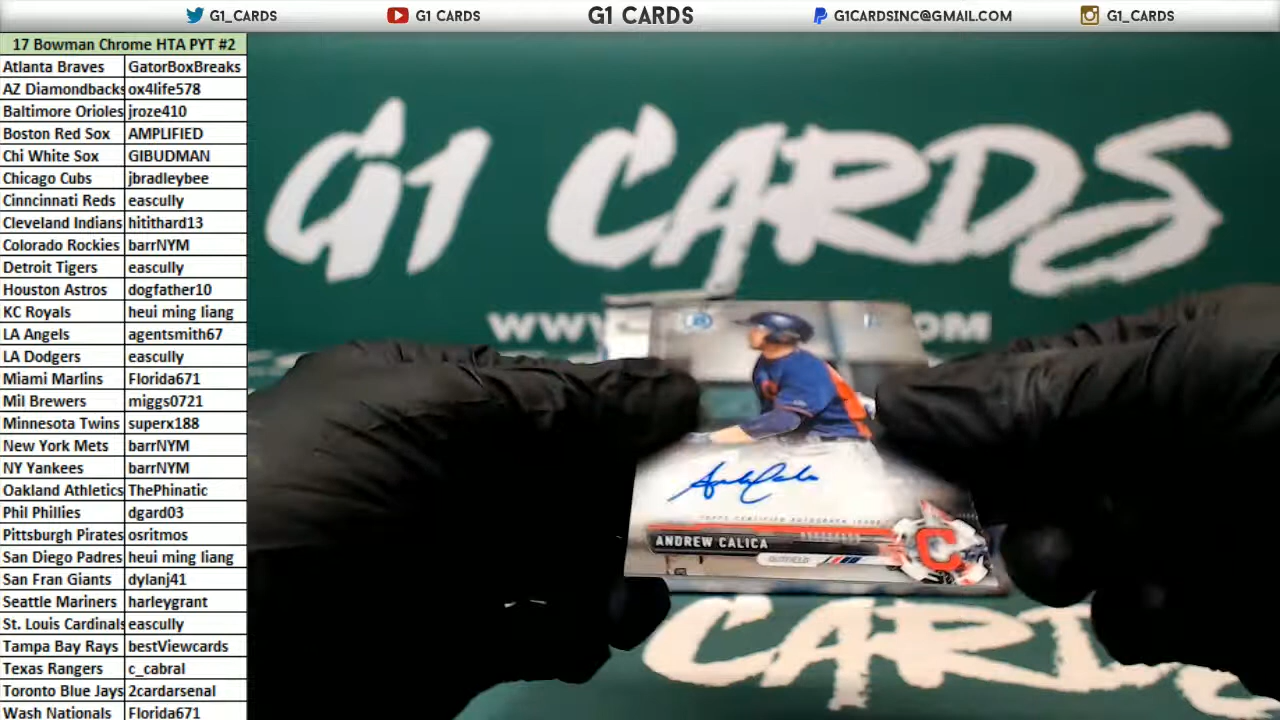 G1_CARDS
G1 CARDS
G1 CARDS
G1CARDSINC@GMAIL.COM
G1_CARDS
17 Bowman Chrome HTA PYT #2
Atlanta Braves GatorBoxBreaks
AZ Diamondbacks ox4life578
Baltimore Orioles jroze410
Boston Red Sox AMPLIFIED
Chi White Sox GIBUDMAN
Chicago Cubs jbradleybee
Cinncinnati Reds eascully
Cleveland Indians hitithard13
Colorado Rockies barrNYM
Detroit Tigers eascully
Houston Astros dogfather10
KC Royals heui ming liang
LA Angels agentsmith67
LA Dodgers eascully
Miami Marlins Florida671
Mil Brewers miggs0721
Minnesota Twins superx188
New York Mets barrNYM
NY Yankees barrNYM
Oakland Athletics ThePhinatic
Phil Phillies dgard03
Pittsburgh Pirates osritmos
San Diego Padres heui ming liang
San Fran Giants dylanj41
Seattle Mariners harleygrant
St. Louis Cardinals eascully
Tampa Bay Rays bestViewcards
Texas Rangers c_cabral
Toronto Blue Jays 2cardarsenal
Wash Nationals Florida671
G1 CARDS
TOPPS CERTIFIED AUTOGRAPH ISSUE
ANDREW CALICA
OUTFIELD
C